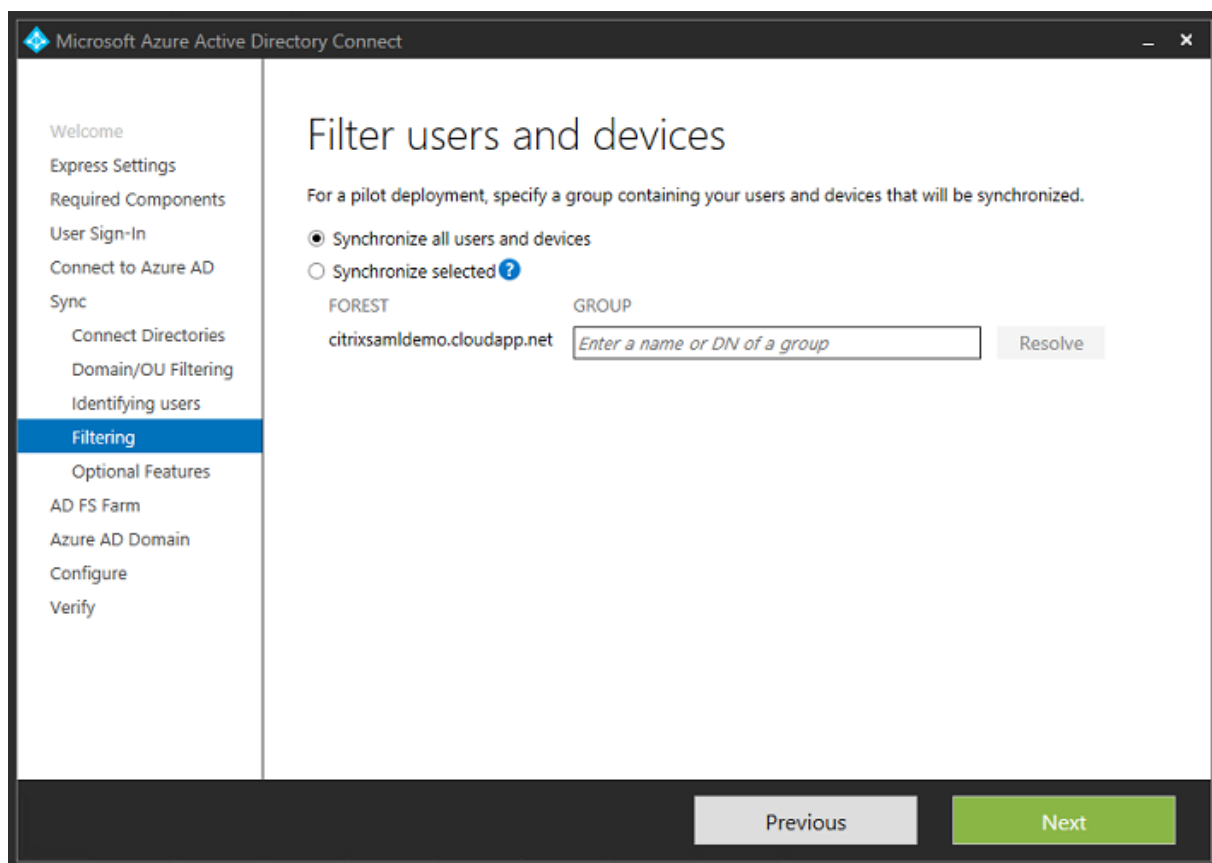 Microsoft Azure Active Directory Connect
Welcome
Express Settings
Required Components
User Sign-In
Connect to Azure AD
Sync
Connect Directories
Domain/OU Filtering
Identifying users
Filtering
Optional Features
AD FS Farm
Azure AD Domain
Configure
Verify
Filter users and devices
For a pilot deployment, specify a group containing your users and devices that will be synchronized.
Synchronize all users and devices
Synchronize selected ?
FOREST GROUP
citrixsamldemo.cloudapp.net Enter a name or DN of a group Resolve
Previous Next